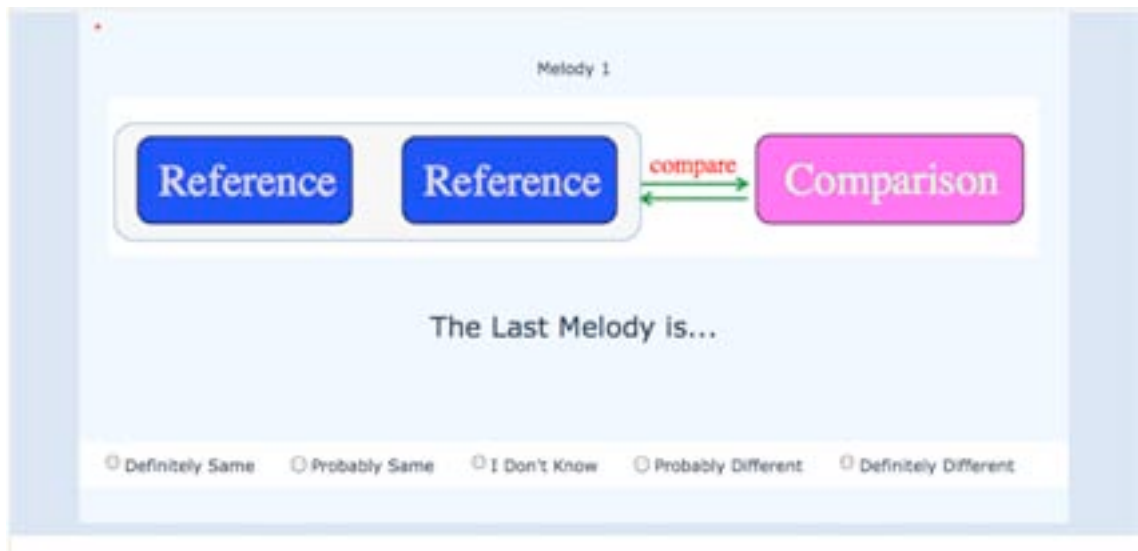 *
Melody 1
Reference Reference compare Comparison
The Last Melody is...
Definitely Same Probably Same I Don't Know Probably Different Definitely Different